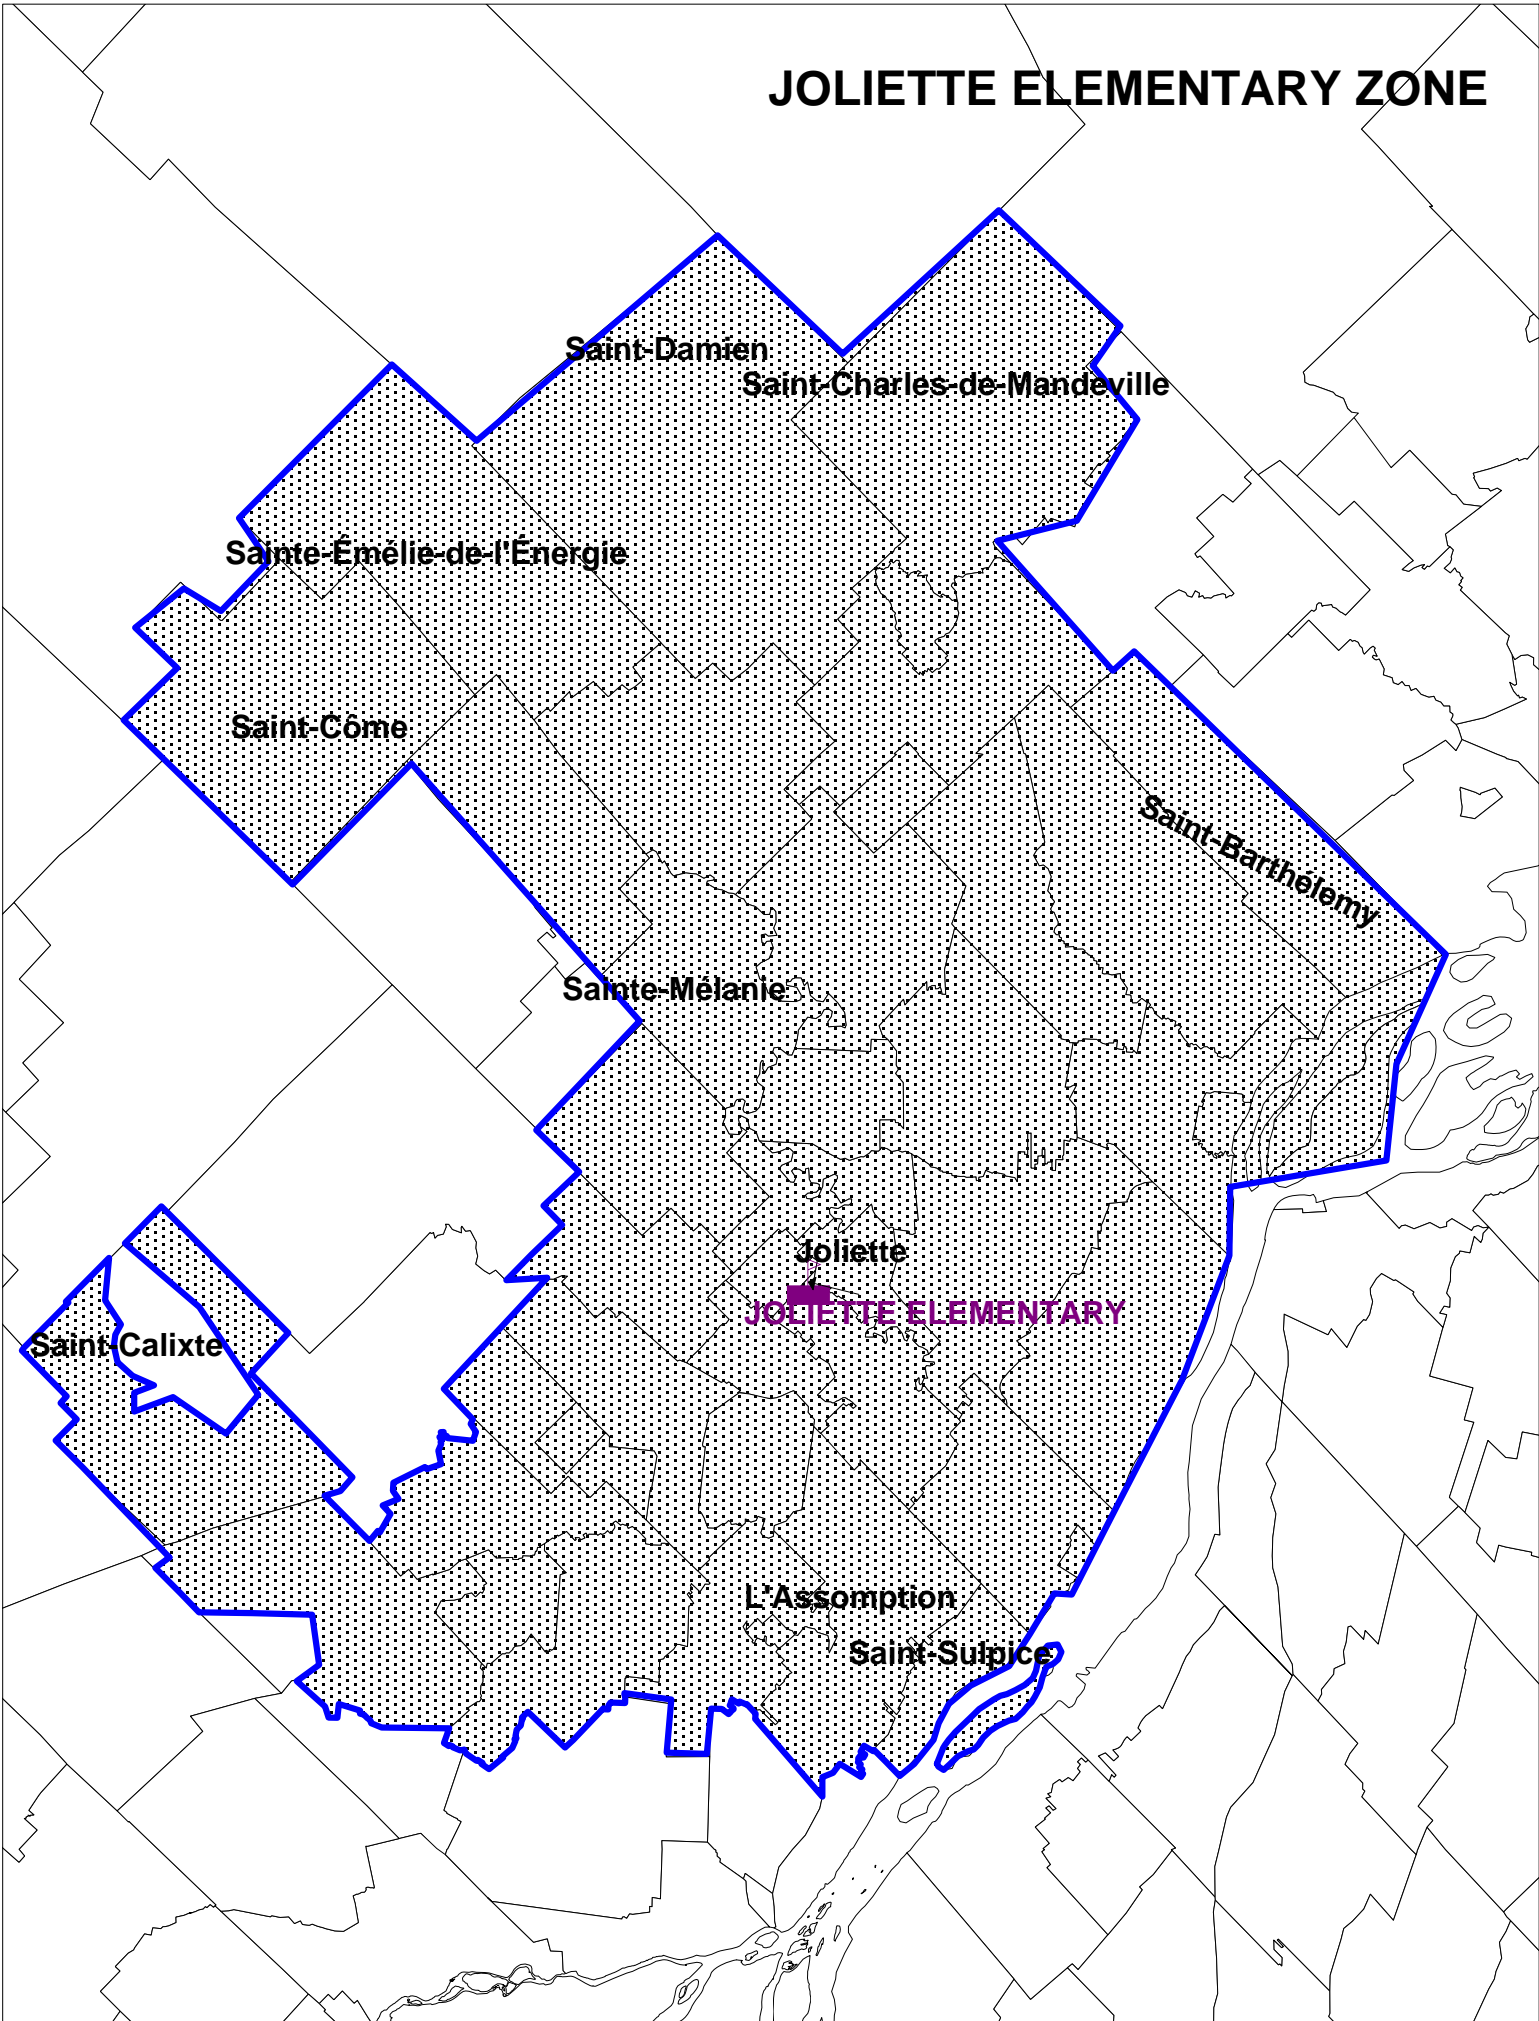 JOLIETTE ELEMENTARY ZONE
Saint-Damien
Saint-Charles-de-Mandeville
Sainte-Émélie-de-l'Énergie
Saint-Côme
Saint-Barthélemy
Sainte-Mélanie
Joliette
JOLIETTE ELEMENTARY
Saint-Calixte
L'Assomption
Saint-Sulpice